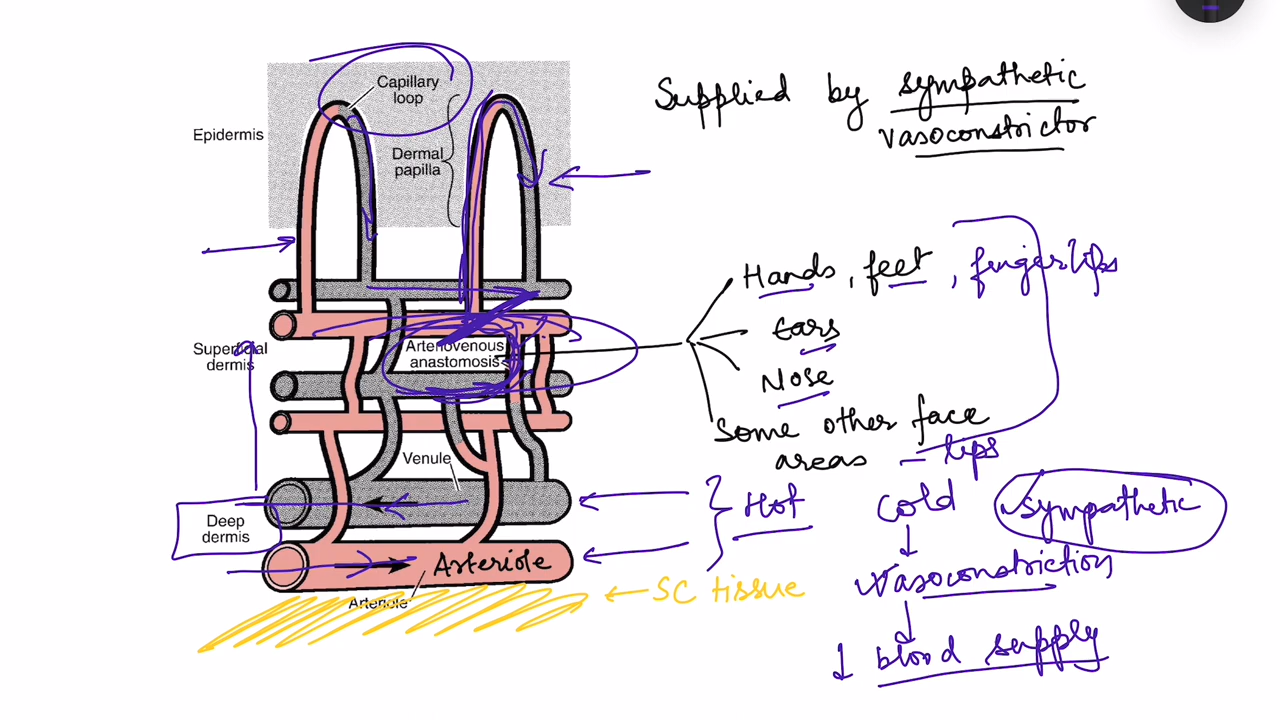 Capillary
loop
Epidermis
Dermal
papilla
Superficial
dermis
Arteriovenous
anastomosis
Venule
Deep
dermis
Arteriole
Arteriole
SC tissue
Supplied by sympathetic
vasoconstrictor
Hands, feet, fingertips
Ears
Nose
Some other face
areas – lips
Hot
Cold
sympathetic
Vasoconstriction
↓ blood supply